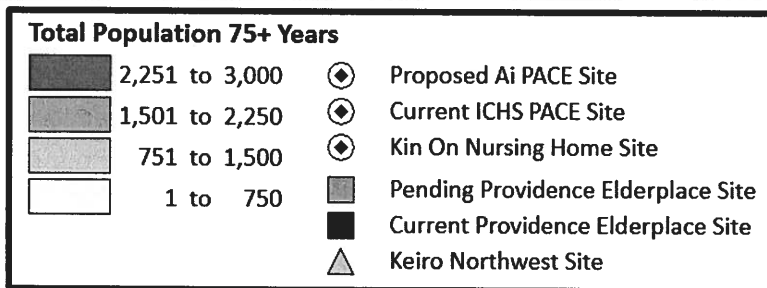 Total Population 75+ Years
2,251 to 3,000
1,501 to 2,250
751 to 1,500
1 to 750
Proposed Ai PACE Site
Current ICHS PACE Site
Kin On Nursing Home Site
Pending Providence Elderplace Site
Current Providence Elderplace Site
Keiro Northwest Site